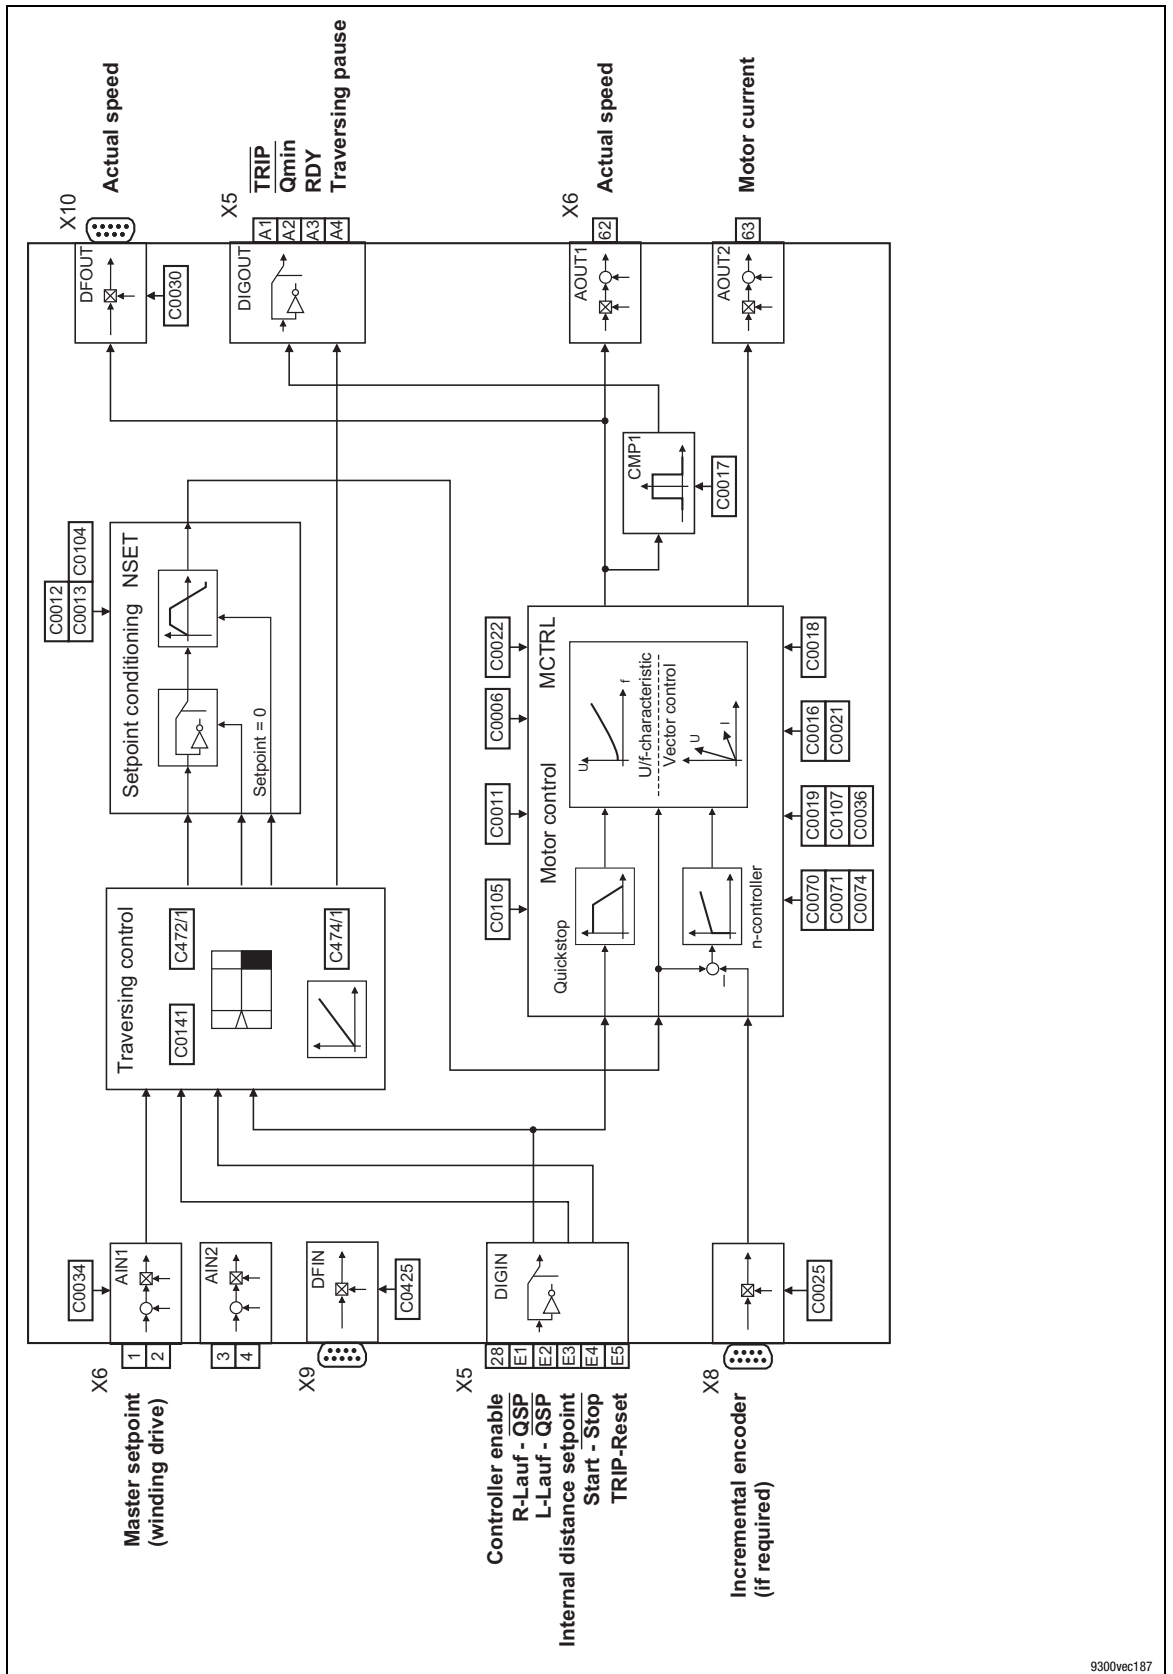 Master setpoint
(winding drive)
X6
1
2
3
4
C0034
AIN1
AIN2
X9
DFIN
C0425
X5
Controller enable
R-Lauf - QSP
L-Lauf - QSP
Internal distance setpoint
Start - Stop
TRIP-Reset
28
E1
E2
E3
E4
E5
DIGIN
Incremental encoder
(if required)
X8
C0025
Traversing control
C0141
C472/1
C474/1
Setpoint conditioning NSET
C0012
C0013
C0104
Setpoint = 0
Motor control MCTRL
C0105
C0011
C0006
C0022
Quickstop
n-controller
U
f
U/f-characteristic
Vector control
U
I
C0070
C0071
C0074
C0019
C0107
C0036
C0016
C0021
C0018
CMP1
C0017
DFOUT
C0030
X10
Actual speed
DIGOUT
X5
A1
A2
A3
A4
TRIP
Qmin
RDY
Traversing pause
AOUT1
X6
62
Actual speed
AOUT2
63
Motor current
9300vec187